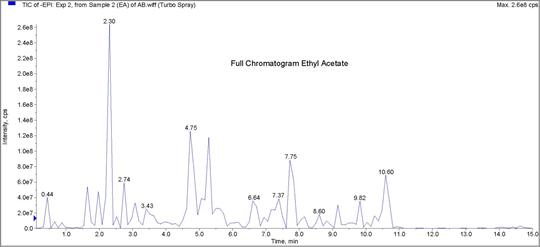 TIC of -EPI: Exp 2, from Sample 2 (EA) of AB.wiff (Turbo Spray)
Max. 2.6e8 cps
Full Chromatogram Ethyl Acetate
Intensity, cps
2.6e8
2.4e8
2.2e8
2.0e8
1.8e8
1.6e8
1.4e8
1.2e8
1.0e8
8.0e7
6.0e7
4.0e7
2.0e7
0.0
0.44
2.30
2.74
3.43
4.75
6.64
7.37
7.75
8.60
9.82
10.60
1.0
2.0
3.0
4.0
5.0
6.0
7.0
8.0
9.0
10.0
11.0
12.0
13.0
14.0
15.0
Time, min